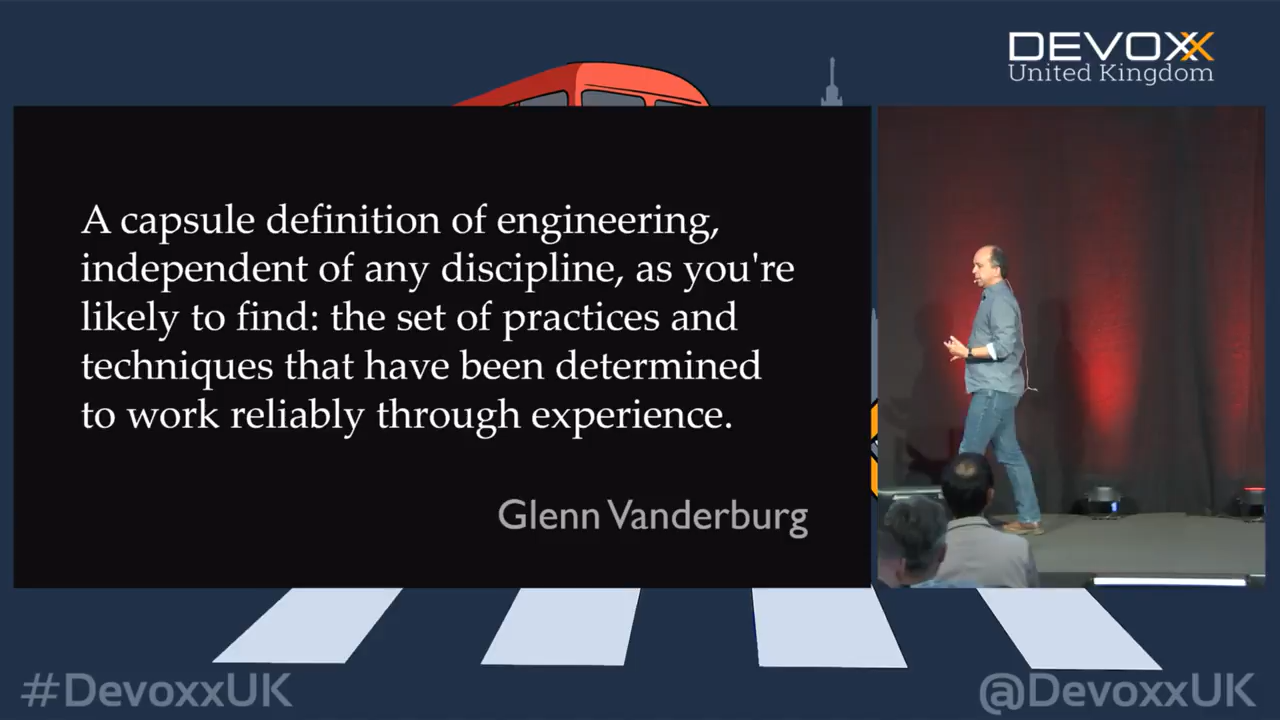 DEVOXX
United Kingdom
A capsule definition of engineering,
independent of any discipline, as you're
likely to find: the set of practices and
techniques that have been determined
to work reliably through experience.
Glenn Vanderburg
#DevoxxUK
@DevoxxUK